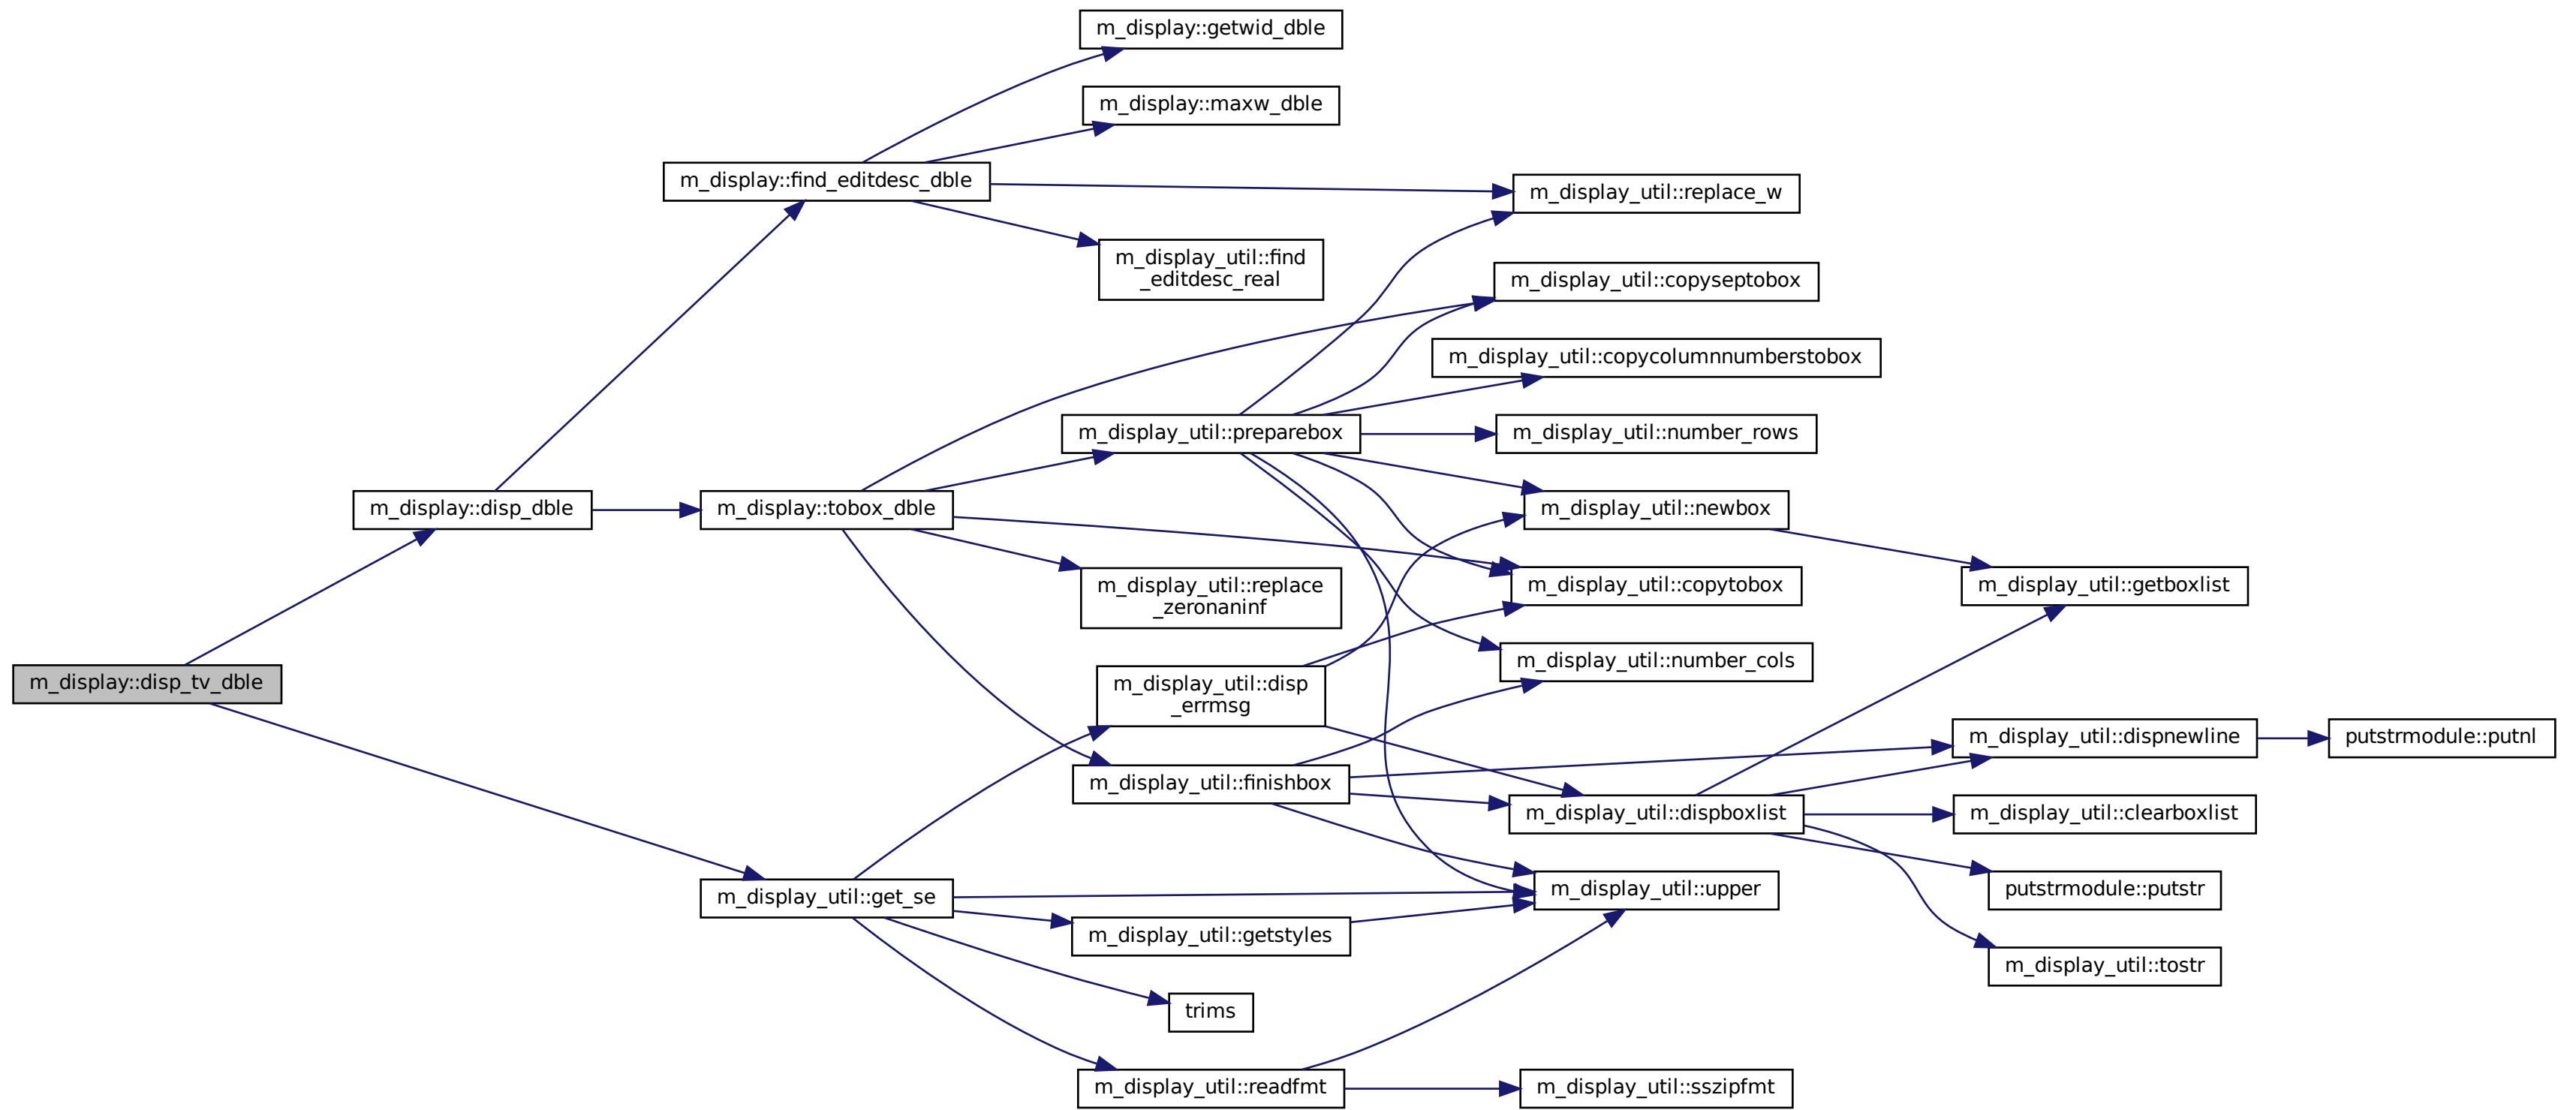 m_display::getwid_dble
m_display::maxw_dble
m_display::find_editdesc_dble
m_display_util::replace_w
m_display_util::find
_editdesc_real
m_display_util::copyseptobox
m_display_util::copycolumnnumberstobox
m_display_util::preparebox
m_display_util::number_rows
m_display::disp_dble
m_display::tobox_dble
m_display_util::newbox
m_display_util::replace
_zeronaninf
m_display_util::copytobox
m_display_util::getboxlist
m_display::disp_tv_dble
m_display_util::disp
_errmsg
m_display_util::number_cols
m_display_util::dispnewline
putstrmodule::putnl
m_display_util::finishbox
m_display_util::dispboxlist
m_display_util::clearboxlist
m_display_util::get_se
m_display_util::upper
putstrmodule::putstr
m_display_util::getstyles
m_display_util::tostr
trims
m_display_util::readfmt
m_display_util::sszipfmt